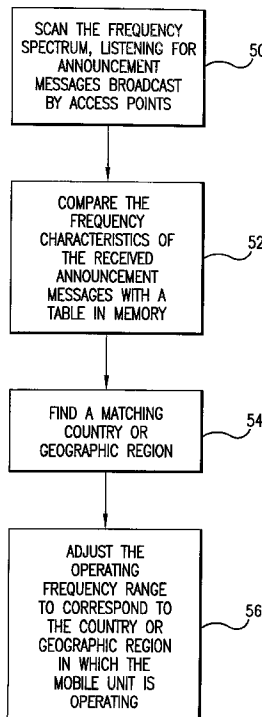 SCAN THE FREQUENCY
SPECTRUM, LISTENING FOR
ANNOUNCEMENT
MESSAGES BROADCAST
BY ACCESS POINTS
50
COMPARE THE
FREQUENCY
CHARACTERISTICS OF
THE RECEIVED
ANNOUNCEMENT
MESSAGES WITH A
TABLE IN MEMORY
52
FIND A MATCHING
COUNTRY OR
GEOGRAPHIC REGION
54
ADJUST THE
OPERATING
FREQUENCY RANGE
TO CORRESPOND TO
THE COUNTRY OR
GEOGRAPHIC REGION
IN WHICH THE
MOBILE UNIT IS
OPERATING
56